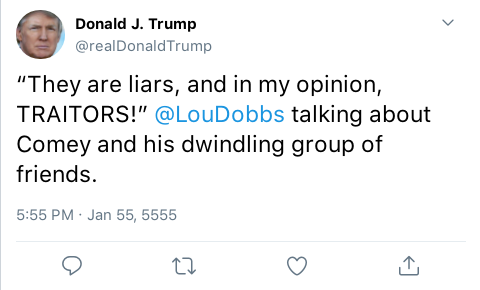 Donald J. Trump
@realDonaldTrump
“They are liars, and in my opinion,
TRAITORS!” @LouDobbs talking about
Comey and his dwindling group of
friends.
5:55 PM · Jan 55, 5555